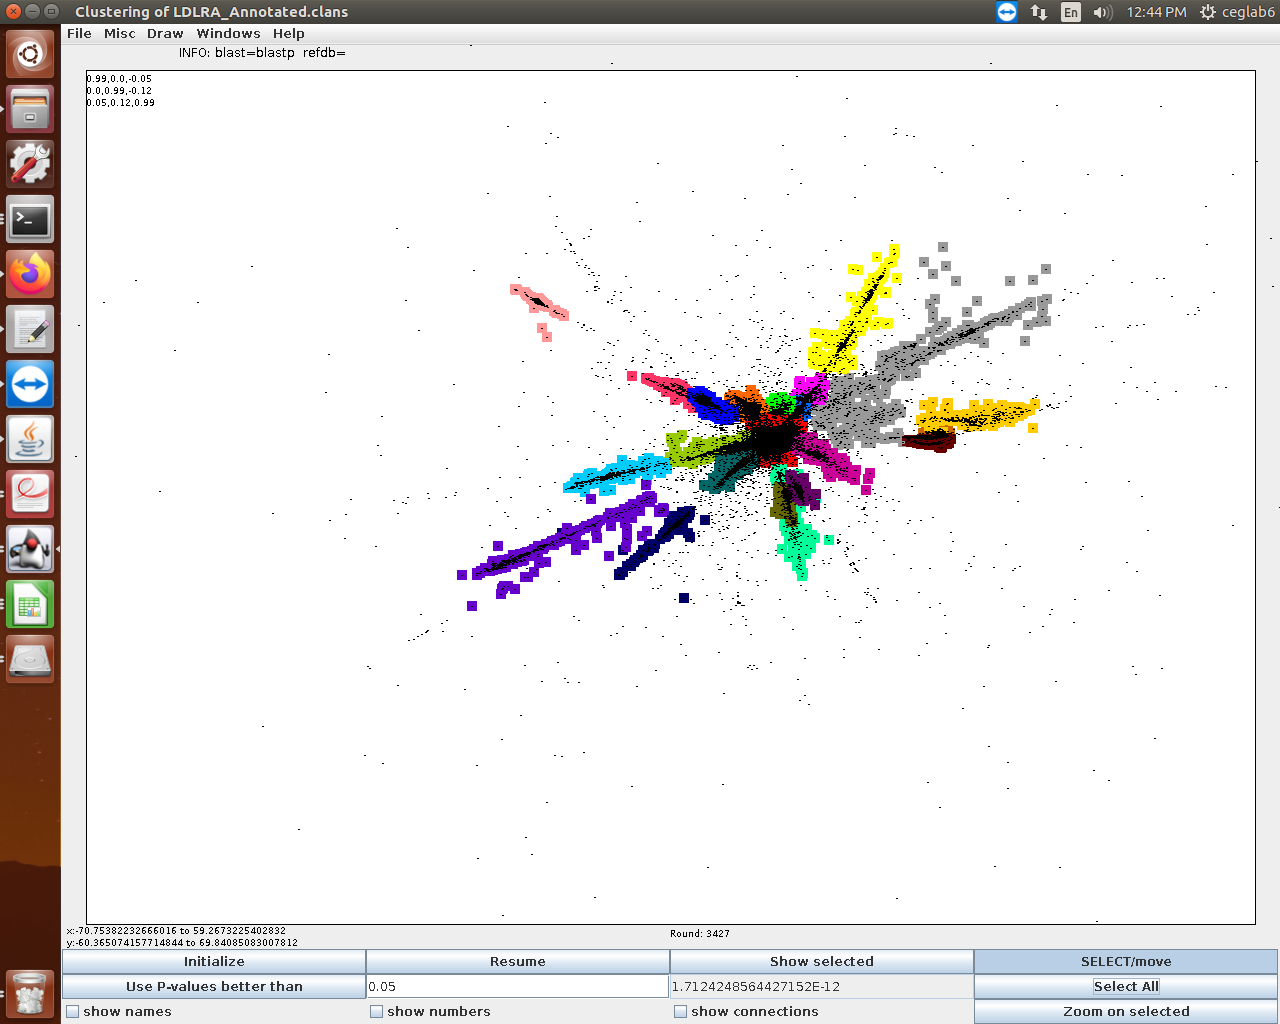 Clustering of LDLRA_Annotated.clans
En
12:44 PM
ceglab6
File Misc Draw Windows Help
INFO: blast=blastp refdb=
0.99,0.0,-0.05
0.0,0.99,-0.12
0.05,0.12,0.99
x:-70.75382232666016 to 59.2673225402832
y:-60.365074157714844 to 69.84085083007812
Round: 3427
Initialize
Resume
Show selected
SELECT/move
Use P-values better than
0.05
1.7124248564427152E-12
Select All
show names
show numbers
show connections
Zoom on selected